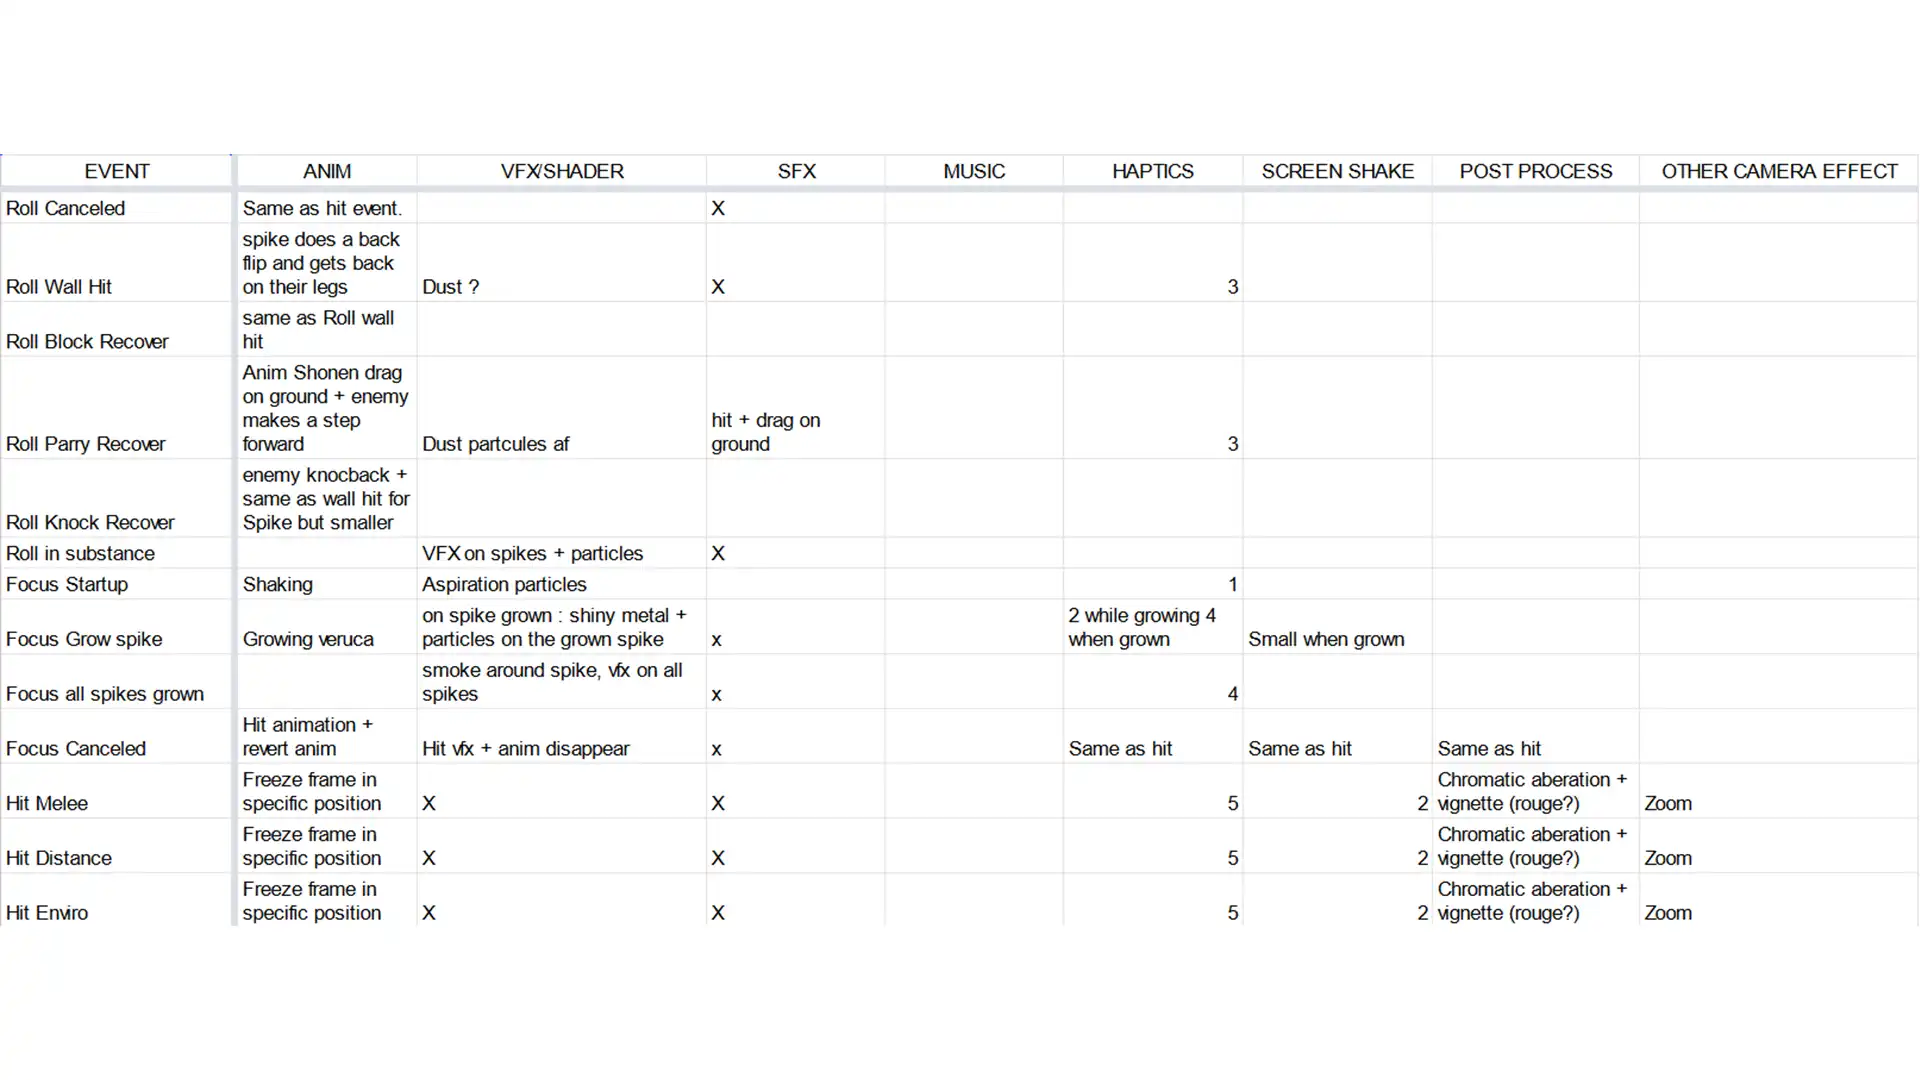 EVENT ANIM VFX/SHADER SFX MUSIC HAPTICS SCREEN SHAKE POST PROCESS OTHER CAMERA EFFECT
Roll Canceled Same as hit event. X
spike does a back
flip and gets back
Roll Wall Hit on their legs Dust ? X 3
same as Roll wall
Roll Block Recover hit
Anim Shonen drag
on ground + enemy
makes a step hit + drag on
Roll Parry Recover forward Dust partcules af ground 3
enemy knocback +
same as wall hit for
Roll Knock Recover Spike but smaller
Roll in substance VFX on spikes + particles X
Focus Startup Shaking Aspiration particles 1
on spike grown : shiny metal + 2 while growing 4
Focus Grow spike Growing veruca particles on the grown spike x when grown Small when grown
smoke around spike, vfx on all
Focus all spikes grown spikes x 4
Hit animation +
Focus Canceled revert anim Hit vfx + anim disappear x Same as hit Same as hit Same as hit
Freeze frame in Chromatic aberation +
Hit Melee specific position X X 5 2 vignette (rouge?) Zoom
Freeze frame in Chromatic aberation +
Hit Distance specific position X X 5 2 vignette (rouge?) Zoom
Freeze frame in Chromatic aberation +
Hit Enviro specific position X X 5 2 vignette (rouge?) Zoom